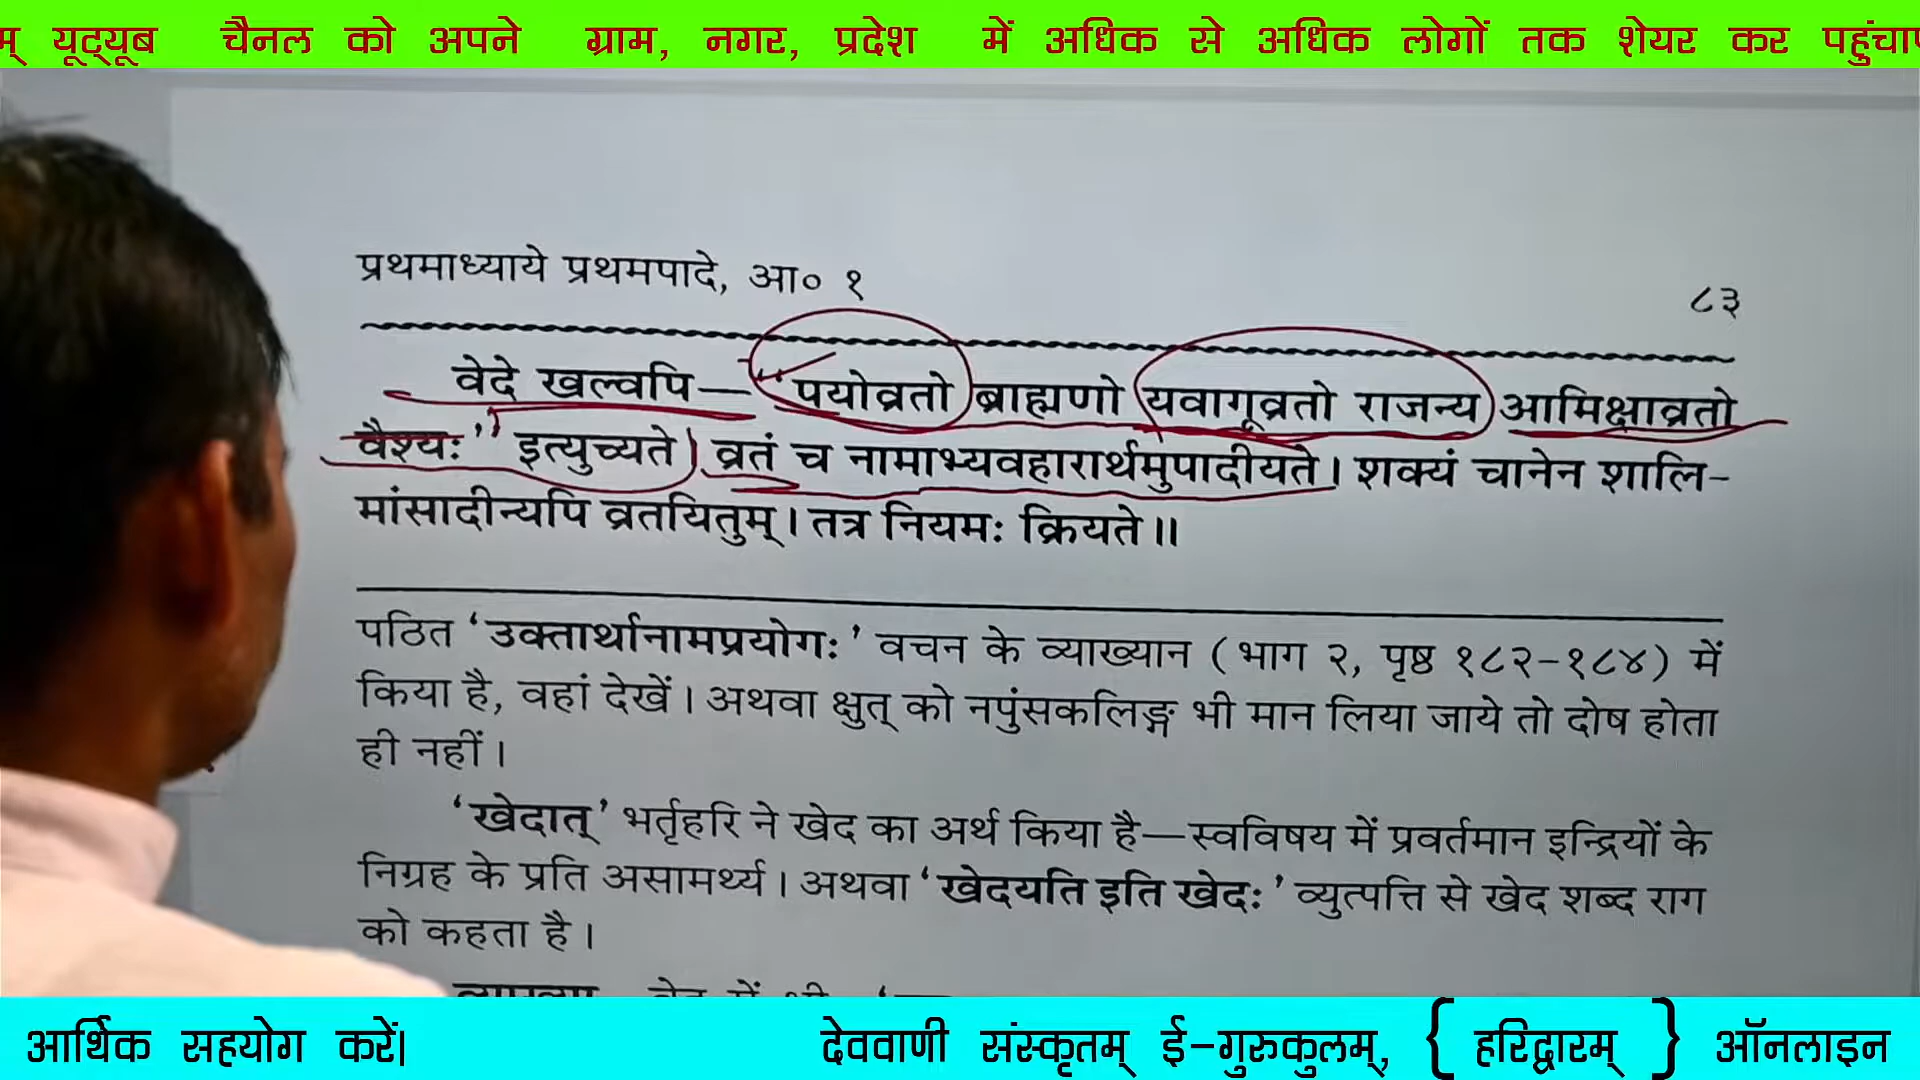 म् यूट्यूब चैनल को अपने ग्राम, नगर, प्रदेश में अधिक से अधिक लोगों तक शेयर कर
प्रथमाध्याये प्रथमपादे, आ० १
८३
वेदे खल्वपि—‘‘पयोव्रतो ब्राह्मणो यवागूव्रतो राजन्य आमिक्षाव्रतो
वैश्यः’’ इत्युच्यते। व्रतं च नामाभ्यवहारार्थमुपादीयते। शक्यं चानेन शालि-
मांसादीन्यपि व्रतयितुम्। तत्र नियमः क्रियते॥
पठित ‘उक्तार्थानामप्रयोगः’ वचन के व्याख्यान (भाग २, पृष्ठ १८२-१८४) में
किया है, वहां देखें। अथवा क्षुत् को नपुंसकलिङ्ग भी मान लिया जाये तो दोष होता
ही नहीं।
‘खेदात्’ भर्तृहरि ने खेद का अर्थ किया है—स्वविषय में प्रवर्तमान इन्द्रियों के
निग्रह के प्रति असामर्थ्य। अथवा ‘खेदयति इति खेदः’ व्युत्पत्ति से खेद शब्द राग
को कहता है।
आर्थिक सहयोग करें। देववाणी संस्कृतम् ई-गुरुकुलम्, { हरिद्वारम् } ऑनलाइन